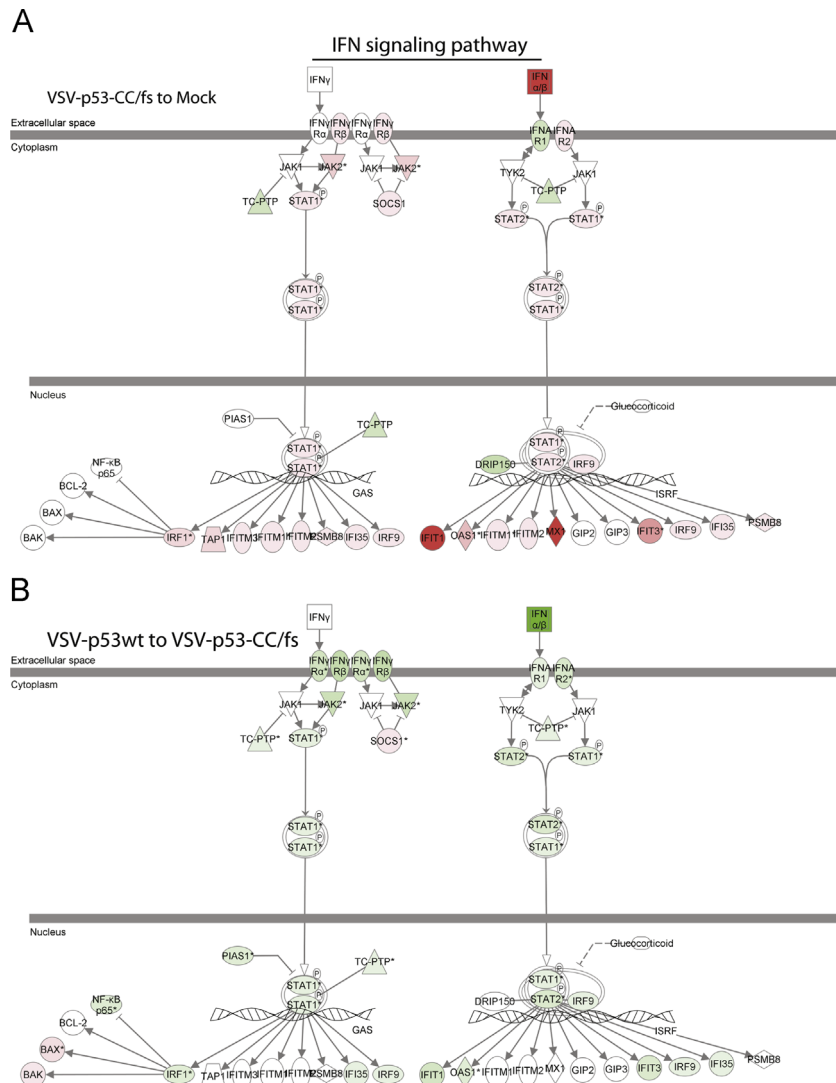 A
IFN signaling pathway
VSV-p53-CC/fs to Mock
IFNγ
IFN
α/β
Extracellular space
IFNγ IFNγ IFNγ IFNγ
Rα Rβ Rα Rβ
IFNA IFNA
R1 R2
Cytoplasm
JAK1 JAK2* JAK1 JAK2*
TYK2 JAK1
TC-PTP
TC-PTP STAT1* P SOCS1
STAT2* P STAT1* P
P
STAT1*
P
STAT1*
P
STAT2*
P
STAT1*
Nucleus
PIAS1 TC-PTP
Glucocorticoid
P
STAT1*
P
STAT1*
P
STAT1*
P
STAT2* IRF9
DRIP150
NF-κB
p65
BCL-2
BAX
BAK
GAS
ISRF
IRF1* TAP1 IFITM3 IFITM1* IFITM2 PSMB8 IFI35 IRF9
IFIT1 OAS1* IFITM1* IFITM2 MX1 GIP2 GIP3 IFIT3* IRF9 IFI35 PSMB8
B
VSV-p53wt to VSV-p53-CC/fs
IFNγ
IFN
α/β
Extracellular space
IFNγ IFNγ IFNγ IFNγ
Rα* Rβ Rα* Rβ
IFNA IFNA
R1 R2*
Cytoplasm
JAK1 JAK2* JAK1 JAK2*
TYK2 JAK1
TC-PTP*
TC-PTP* STAT1* P SOCS1*
STAT2* P STAT1* P
P
STAT1*
P
STAT1*
P
STAT2*
P
STAT1*
Nucleus
PIAS1* TC-PTP*
Glucocorticoid
P
STAT1*
P
STAT1*
P
STAT1*
P
STAT2* IRF9
DRIP150
NF-κB
p65*
BCL-2
BAX*
BAK
GAS
ISRF
IRF1* TAP1 IFITM3 IFITM1 IFITM2 PSMB8 IFI35 IRF9
IFIT1 OAS1* IFITM1 IFITM2 MX1 GIP2 GIP3 IFIT3 IRF9 IFI35 PSMB8